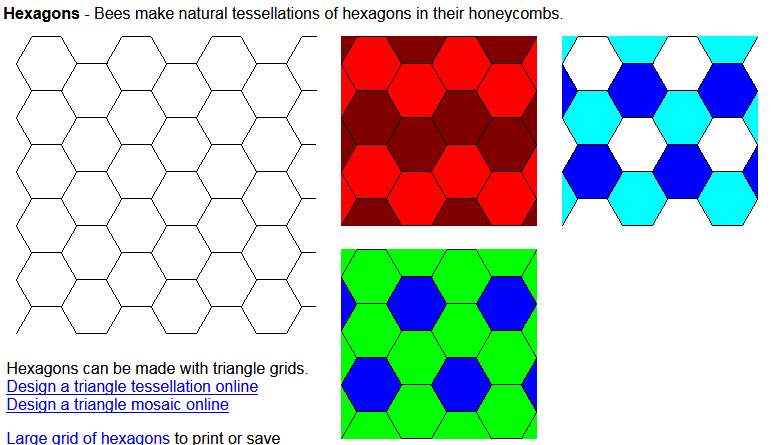 Hexagons - Bees make natural tessellations of hexagons in their honeycombs.
Hexagons can be made with triangle grids.
Design a triangle tessellation online
Design a triangle mosaic online
Large grid of hexagons to print or save